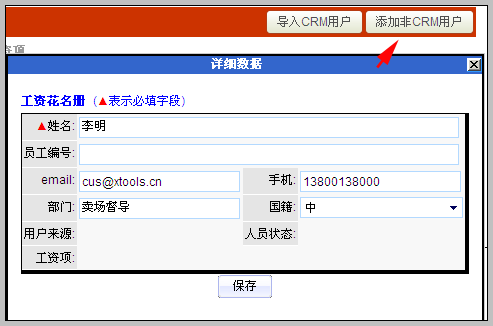 导入CRM用户 添加非CRM用户
详细数据
工资花名册 (▲表示必填字段)
▲姓名: 李明
员工编号:
email: cus@xtools.cn 手机: 13800138000
部门: 卖场督导 国籍: 中
用户来源: 人员状态:
工资项:
保存